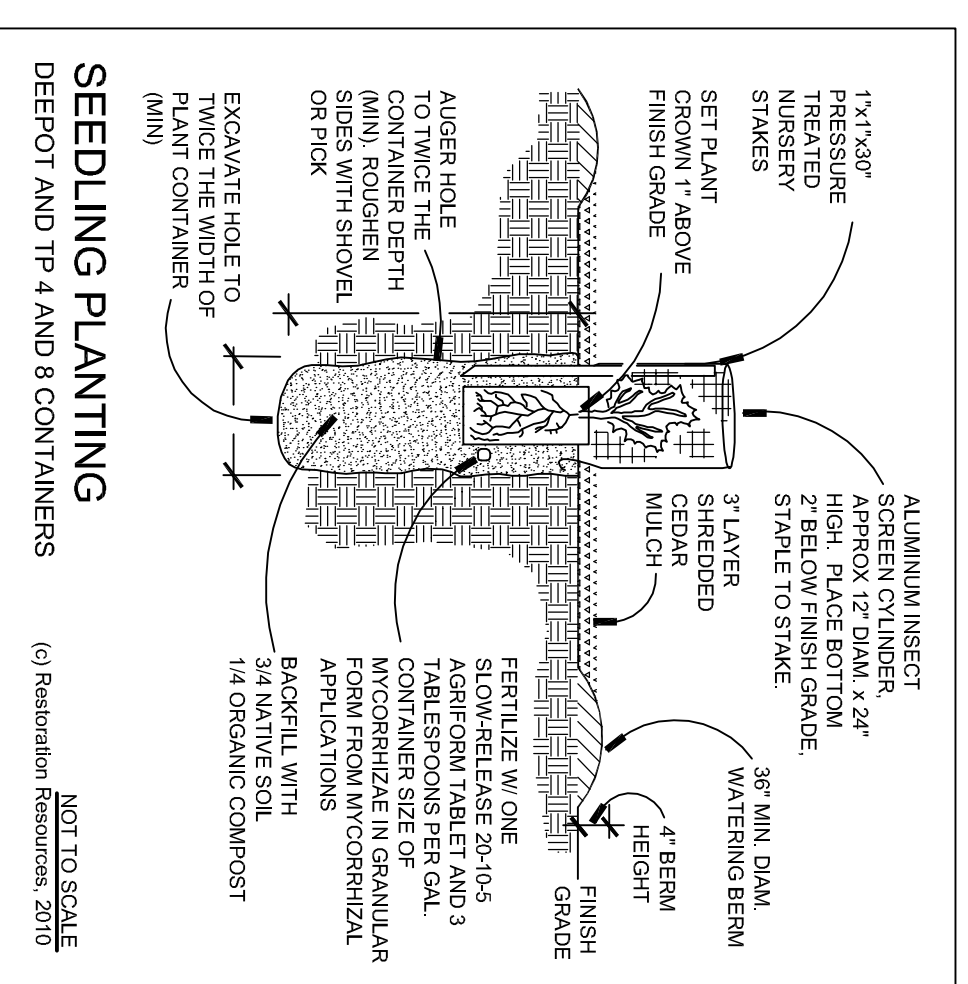 1"x1"x30"
PRESSURE
TREATED
NURSERY
STAKES
SET PLANT
CROWN 1" ABOVE
FINISH GRADE
AUGER HOLE
TO TWICE THE
CONTAINER DEPTH
(MIN). ROUGHEN
SIDES WITH SHOVEL
OR PICK
EXCAVATE HOLE TO
TWICE THE WIDTH OF
PLANT CONTAINER
(MIN)
ALUMINUM INSECT
SCREEN CYLINDER,
APPROX 12" DIAM. x 24"
HIGH. PLACE BOTTOM
2" BELOW FINISH GRADE,
STAPLE TO STAKE.
3" LAYER
SHREDDED
CEDAR
MULCH
36" MIN. DIAM.
WATERING BERM
4" BERM
HEIGHT
FINISH
GRADE
FERTILIZE W/ ONE
SLOW-RELEASE 20-10-5
AGRIFORM TABLET AND 3
TABLESPOONS PER GAL.
CONTAINER SIZE OF
MYCORRHIZAE IN GRANULAR
FORM FROM MYCORRHIZAL
APPLICATIONS
BACKFILL WITH
3/4 NATIVE SOIL
1/4 ORGANIC COMPOST
SEEDLING PLANTING
DEEPOT AND TP 4 AND 8 CONTAINERS
NOT TO SCALE
(c) Restoration Resources, 2010